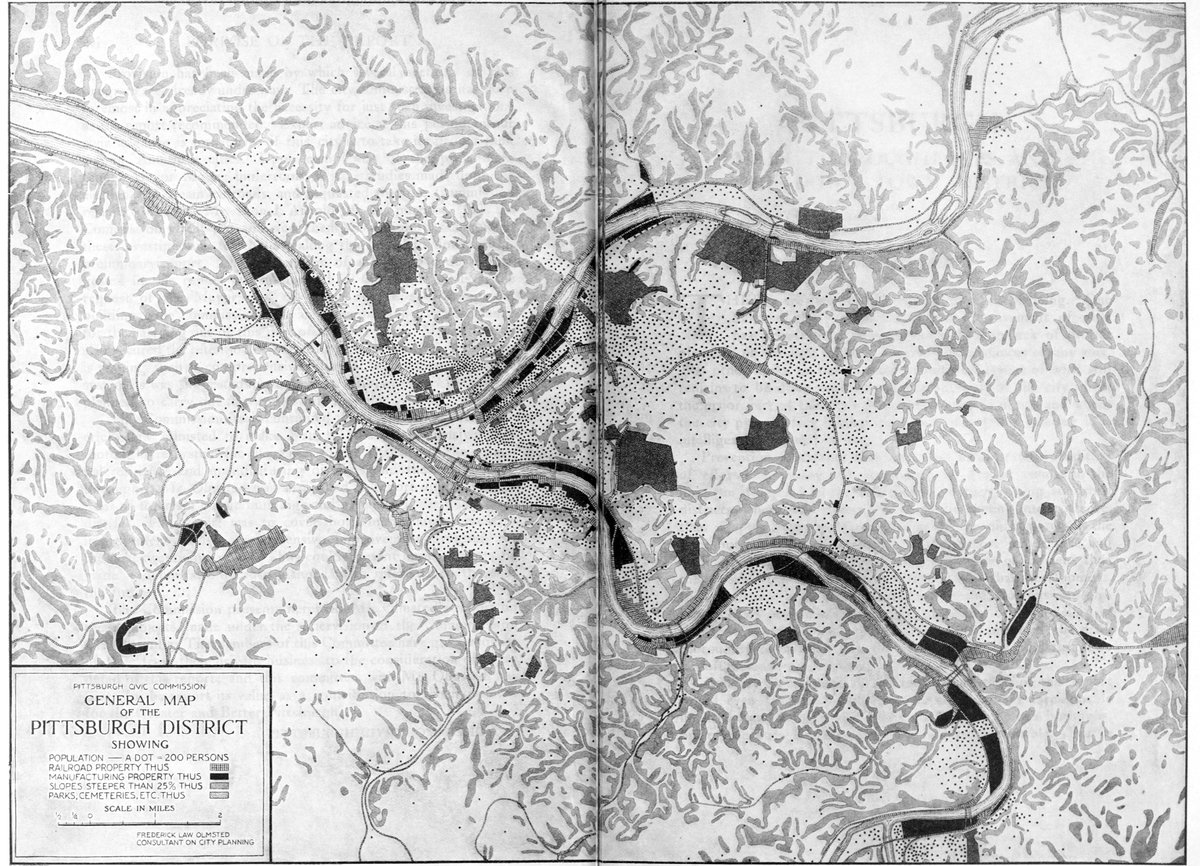 PITTSBURGH CIVIC COMMISSION
GENERAL MAP
OF THE
PITTSBURGH DISTRICT
SHOWING
POPULATION — A DOT = 200 PERSONS
RAILROAD PROPERTY THUS
MANUFACTURING PROPERTY THUS
SLOPES STEEPER THAN 25% THUS
PARKS, CEMETERIES, ETC. THUS
SCALE IN MILES
½ ¼ 0 1 2
FREDERICK LAW OLMSTED
CONSULTANT ON CITY PLANNING